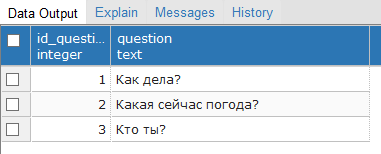 Data Output Explain Messages History
id_questi... question
integer text
1 Как дела?
2 Какая сейчас погода?
3 Кто ты?